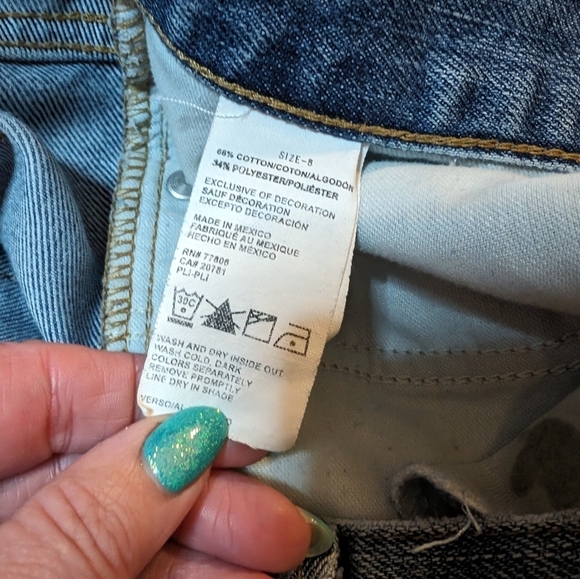 SIZE-8
66% COTTON/COTON/ALGODÓN
34% POLYESTER/POLIÉSTER
EXCLUSIVE OF DECORATION
SAUF DÉCORATION
EXCEPTO DECORACIÓN
MADE IN MEXICO
FABRIQUÉ AU MEXIQUE
HECHO EN MÉXICO
RN# 77806
CA# 20781
PLI-PLI
30C
WASH AND DRY INSIDE OUT
WASH COLD, DARK
COLORS SEPARATELY
REMOVE PROMPTLY
LINE DRY IN SHADE
VERSO/AL